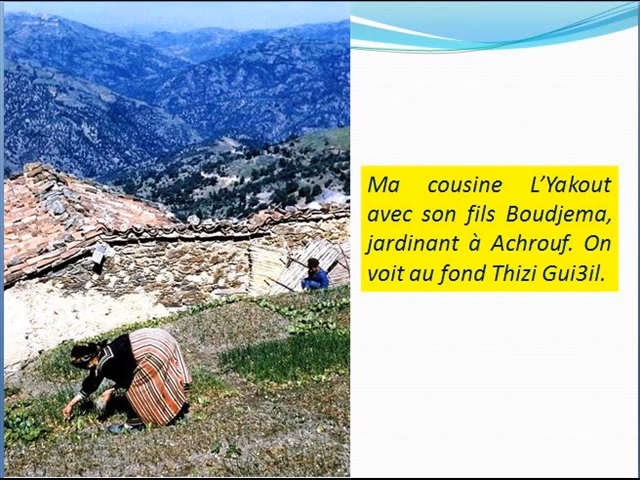 Ma cousine L’Yakout
avec son fils Boudjema,
jardinant à Achrouf. On
voit au fond Thizi Gui3il.